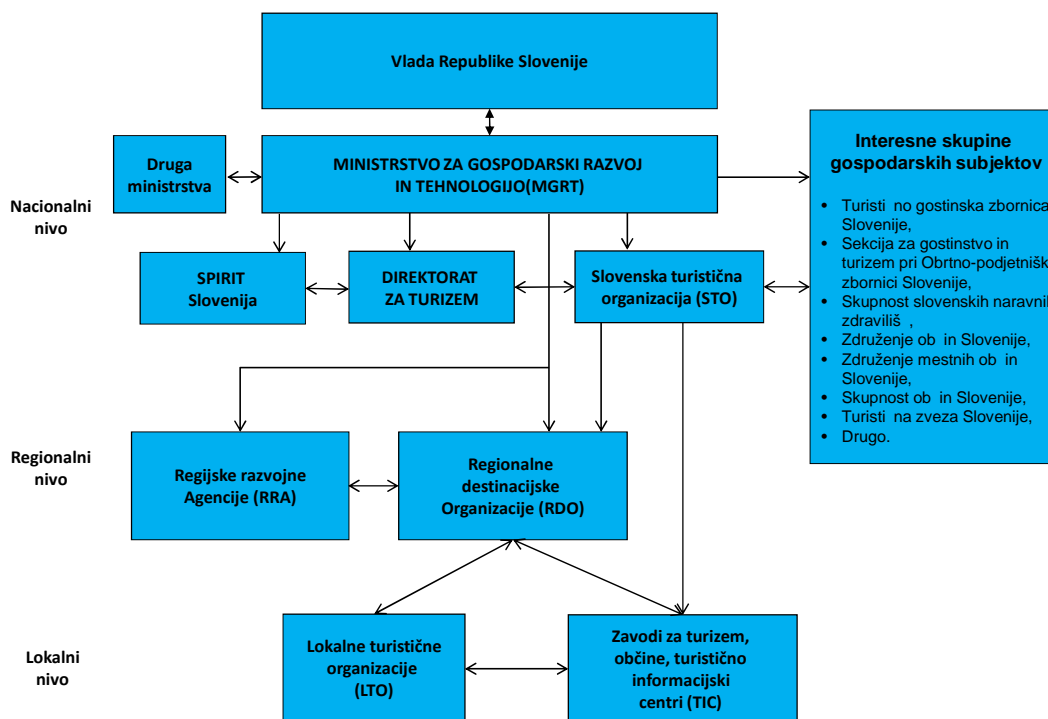 Vlada Republike Slovenije
Druga
ministrstva
MINISTRSTVO ZA GOSPODARSKI RAZVOJ
IN TEHNOLOGIJO(MGRT)
Interesne skupine
gospodarskih subjektov
• Turisti no gostinska zbornica
Slovenije,
• Sekcija za gostinstvo in
turizem pri Obrtno-podjetnišk
zbornici Slovenije,
• Skupnost slovenskih naravnih
zdraviliš ,
• Združenje ob in Slovenije,
• Združenje mestnih ob in
Slovenije,
• Skupnost ob in Slovenije,
• Turisti na zveza Slovenije,
• Drugo.
Nacionalni
nivo
SPIRIT
Slovenija
DIREKTORAT
ZA TURIZEM
Slovenska turistična
organizacija (STO)
Regionalni
nivo
Regijske razvojne
Agencije (RRA)
Regionalne
destinacijske
Organizacije (RDO)
Lokalni
nivo
Lokalne turistične
organizacije
(LTO)
Zavodi za turizem,
občine, turistično
informacijski
centri (TIC)